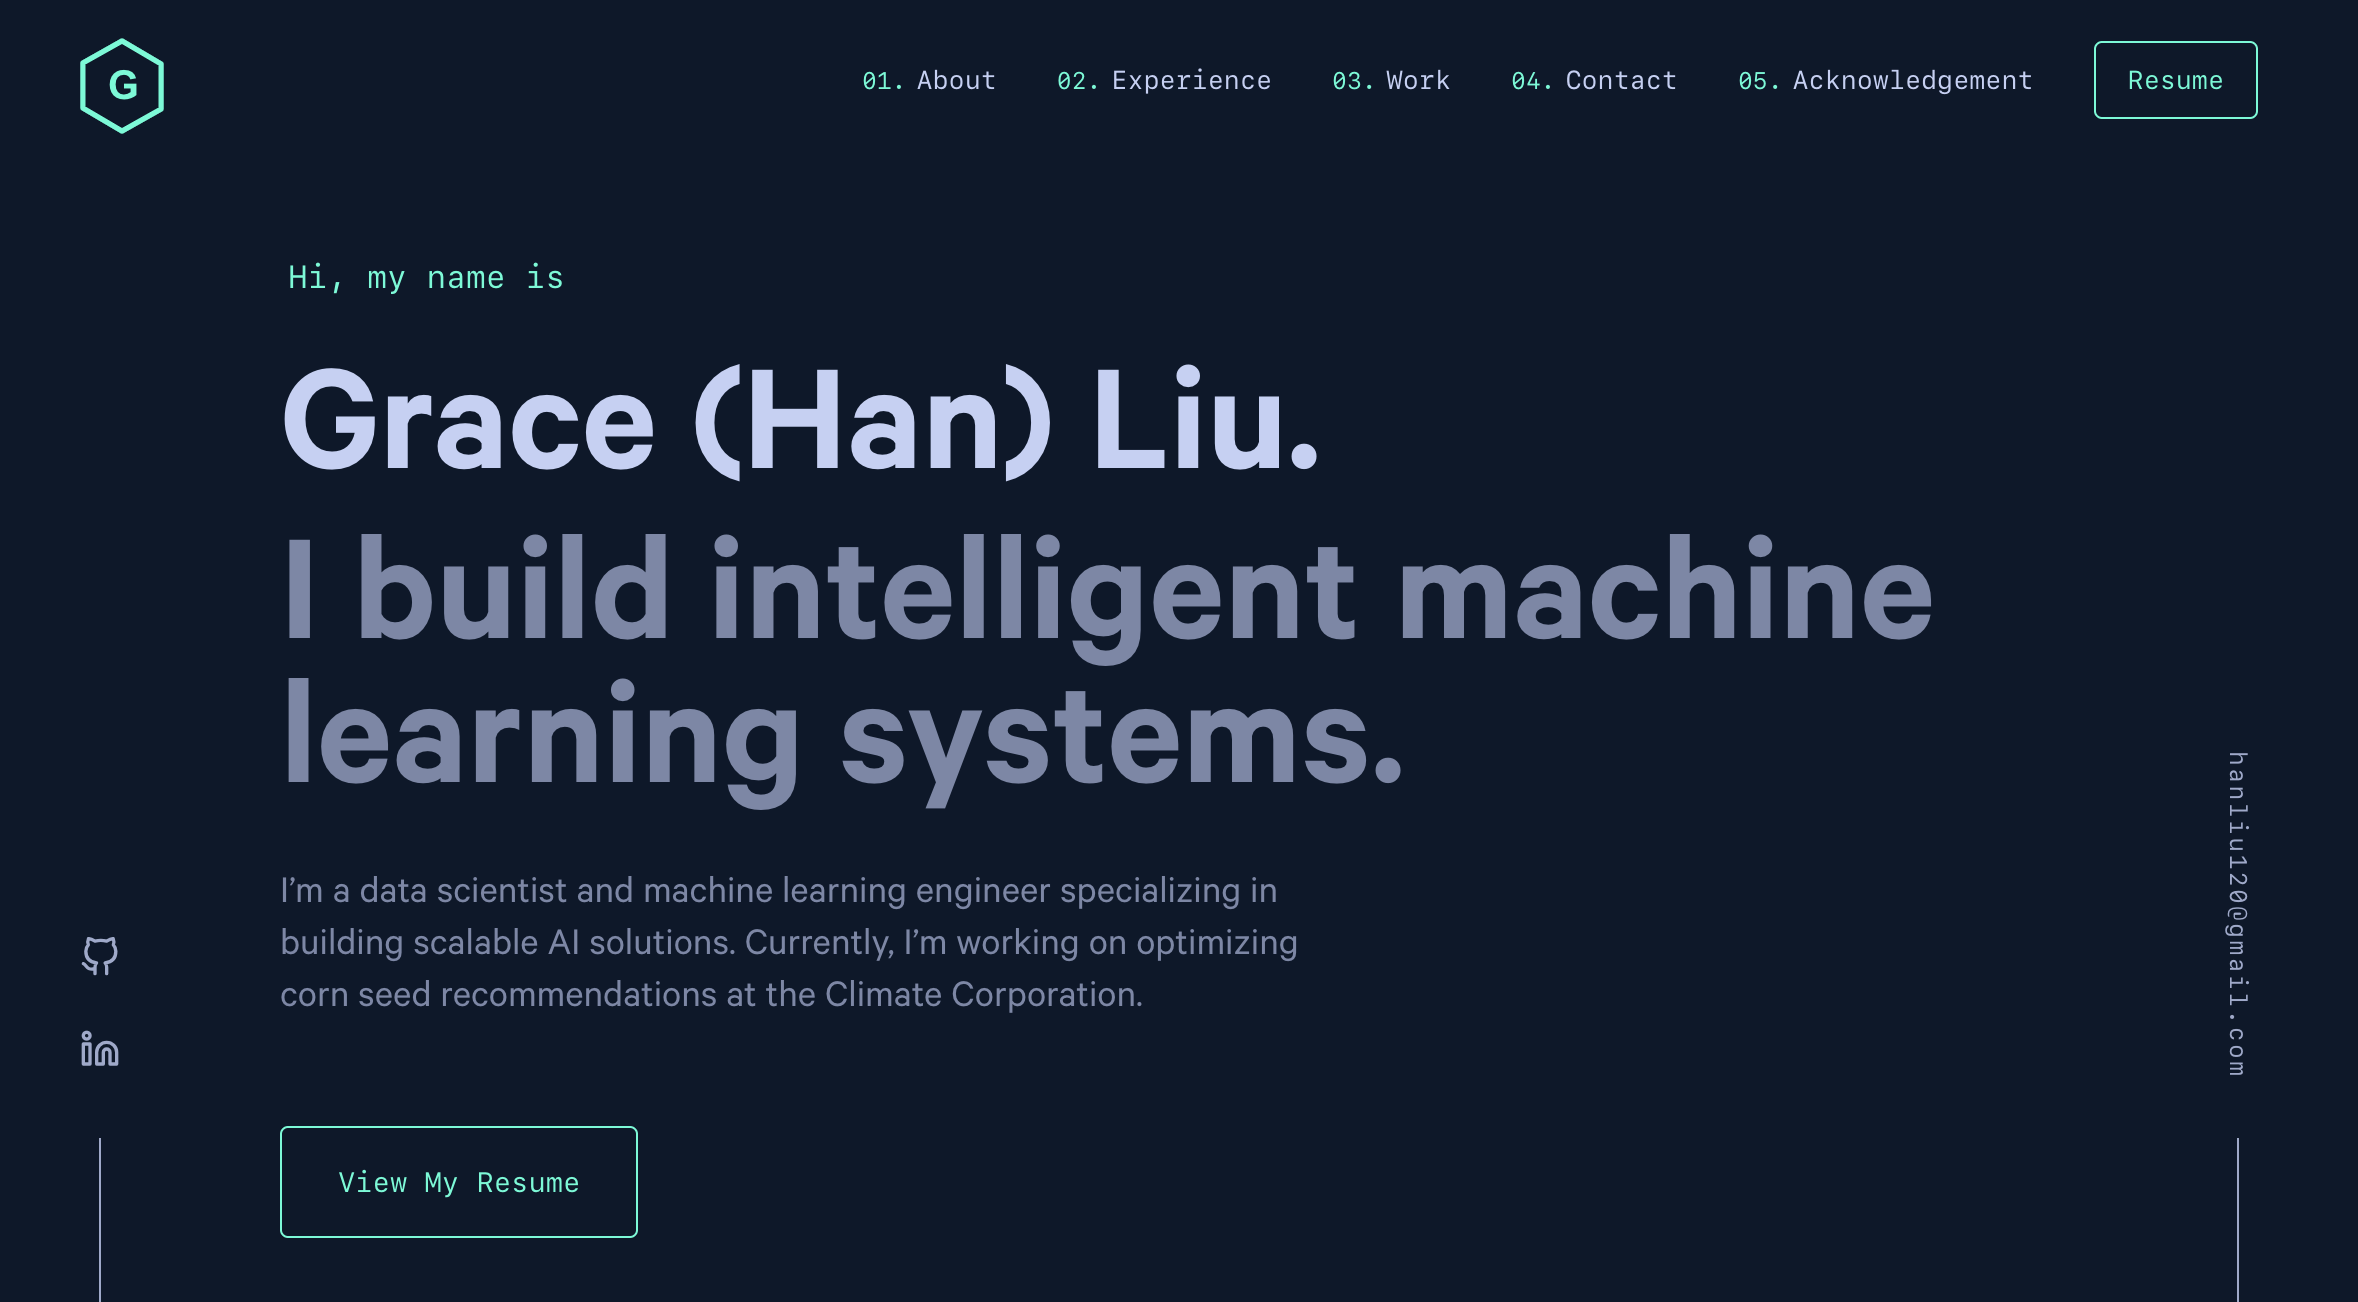 G
01. About 02. Experience 03. Work 04. Contact 05. Acknowledgement Resume
Hi, my name is
Grace (Han) Liu.
I build intelligent machine
learning systems.
I’m a data scientist and machine learning engineer specializing in
building scalable AI solutions. Currently, I’m working on optimizing
corn seed recommendations at the Climate Corporation.
in
View My Resume
hanliu120@gmail.com